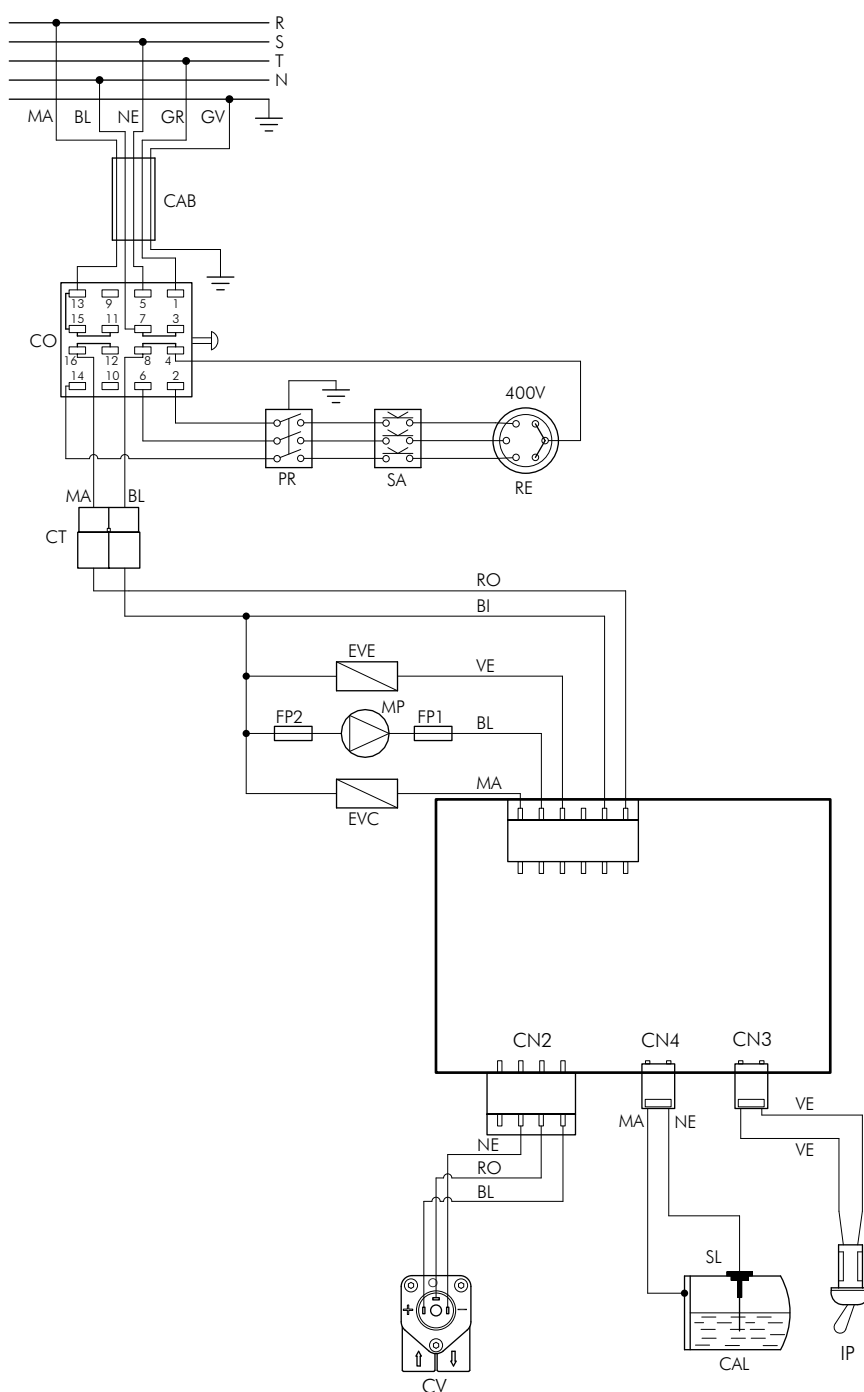 R
S
T
N
MA BL NE GR GV
CAB
13 9 5 1
15 11 7 3
CO
16 12 8 4
14 10 6 2
400V
PR SA RE
MA BL
CT
RO
BI
EVE VE
FP2 MP FP1 BL
EVC MA
CN2 CN4 CN3
MA NE VE
NE VE
RO
BL
SL
+ −
CAL IP
CV